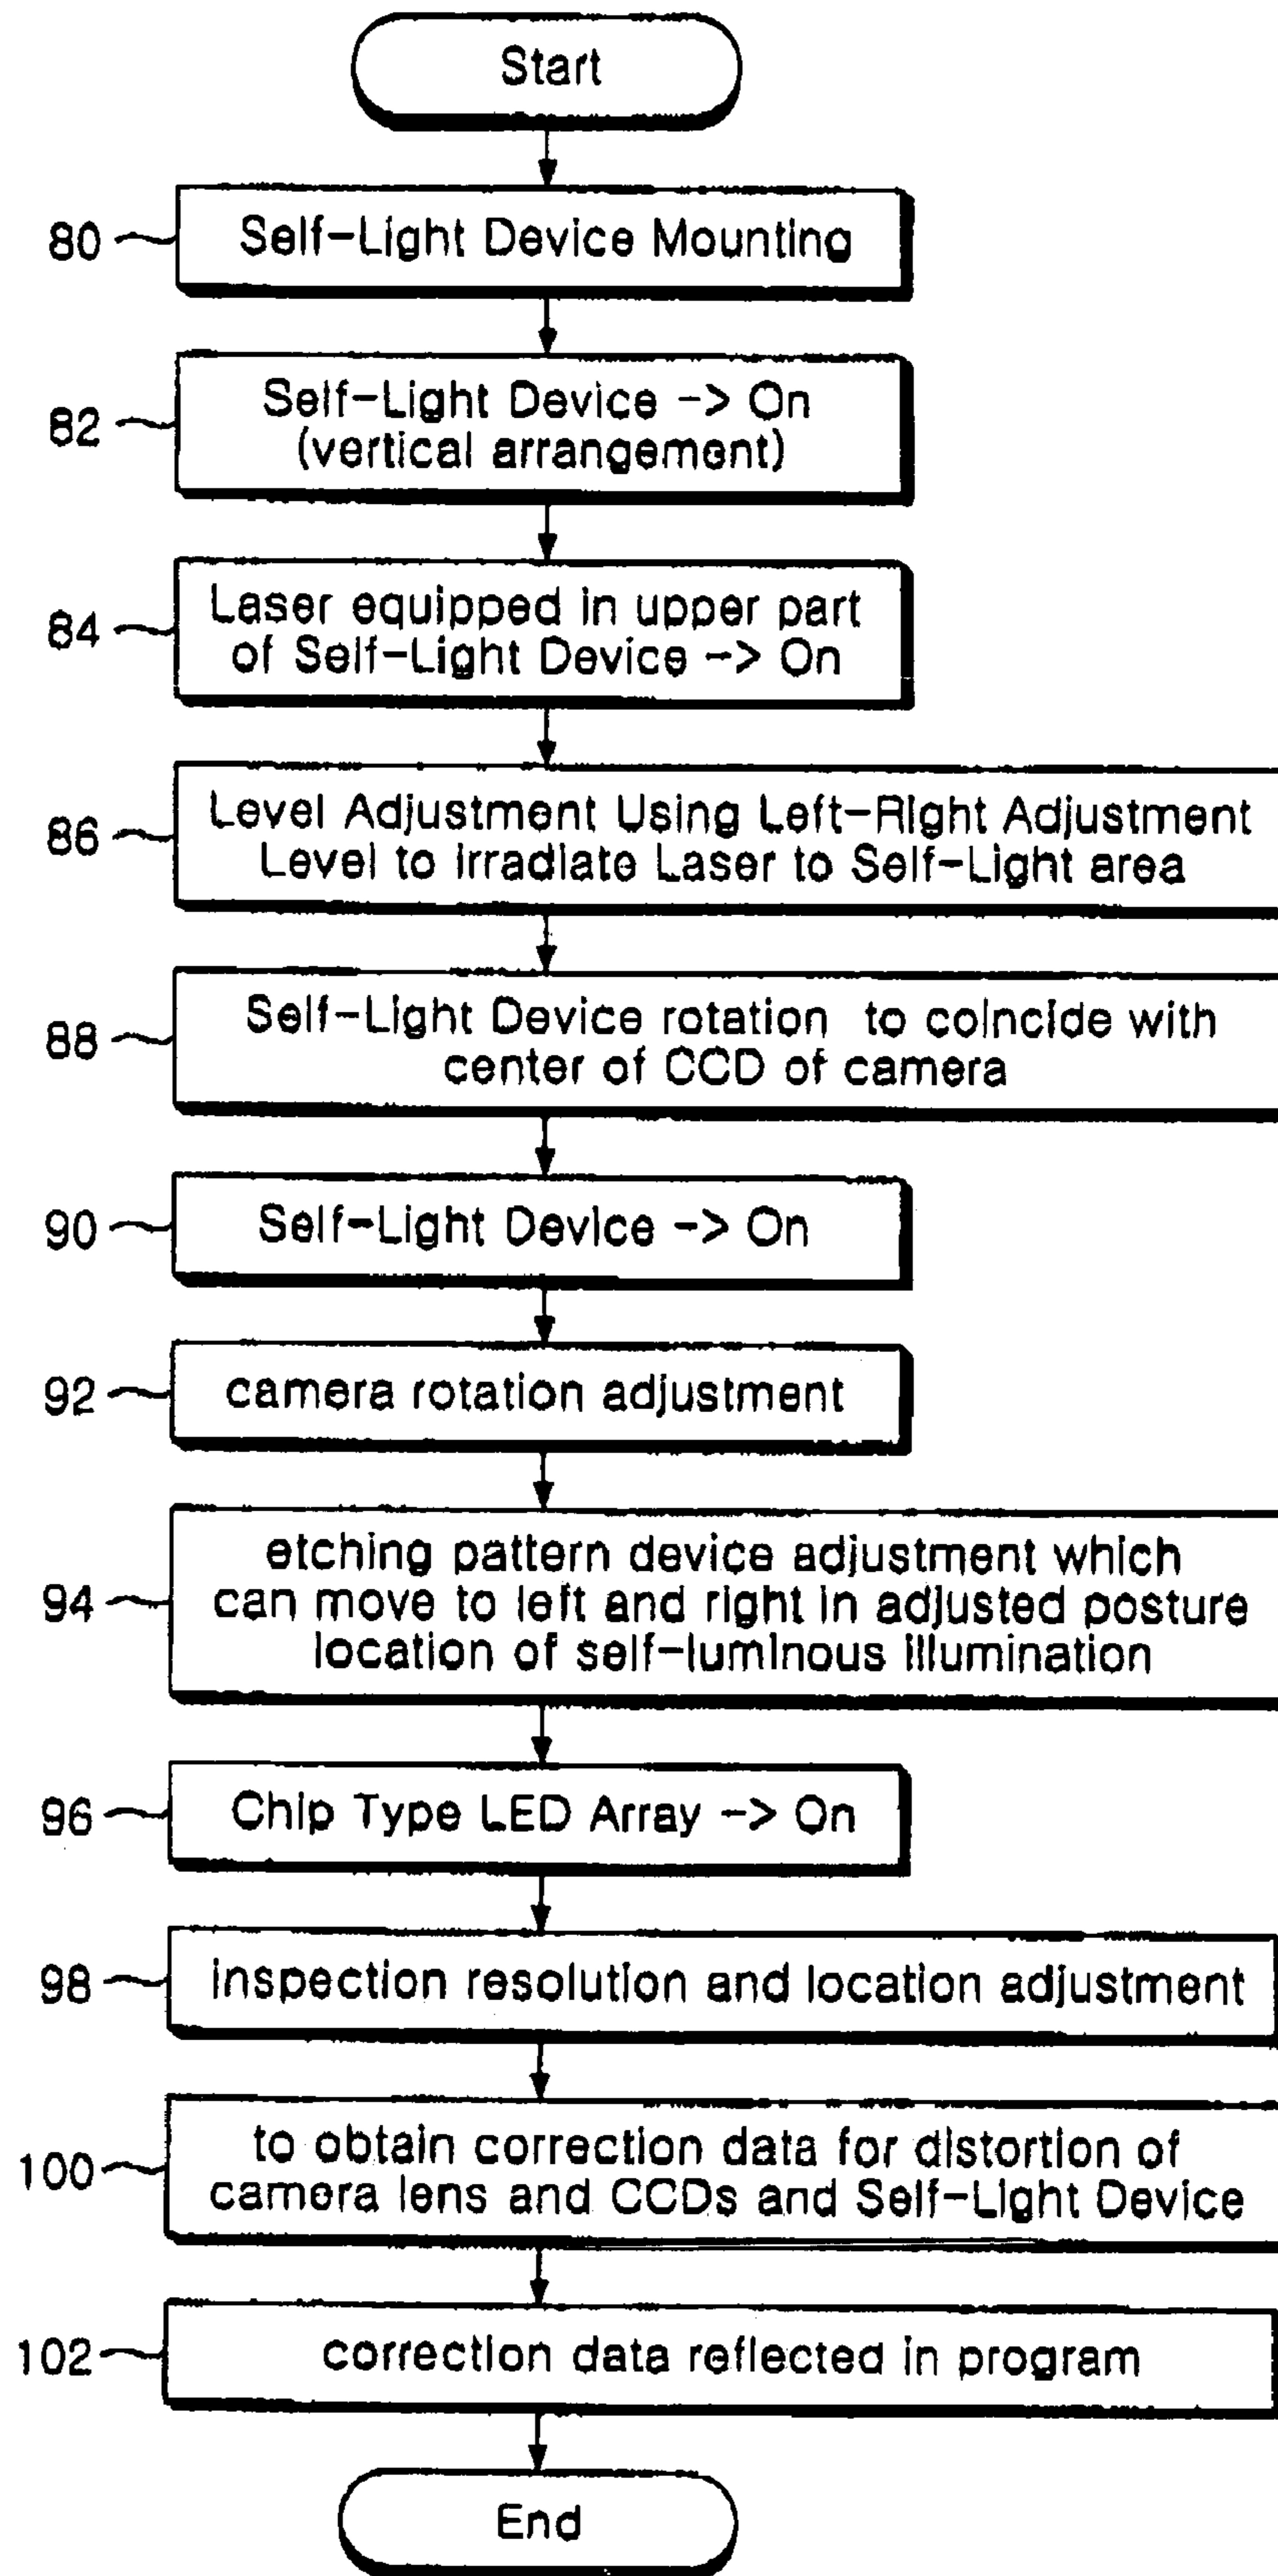 Start
80
Self-Light Device Mounting
82
Self-Light Device -> On
(vertical arrangement)
84
Laser equipped in upper part
of Self-Light Device -> On
86
Level Adjustment Using Left-Right Adjustment
Level to irradiate Laser to Self-Light area
88
Self-Light Device rotation to coincide with
center of CCD of camera
90
Self-Light Device -> On
92
camera rotation adjustment
94
etching pattern device adjustment which
can move to left and right in adjusted posture
location of self-luminous illumination
96
Chip Type LED Array -> On
98
inspection resolution and location adjustment
100
to obtain correction data for distortion of
camera lens and CCDs and Self-Light Device
102
correction data reflected in program
End